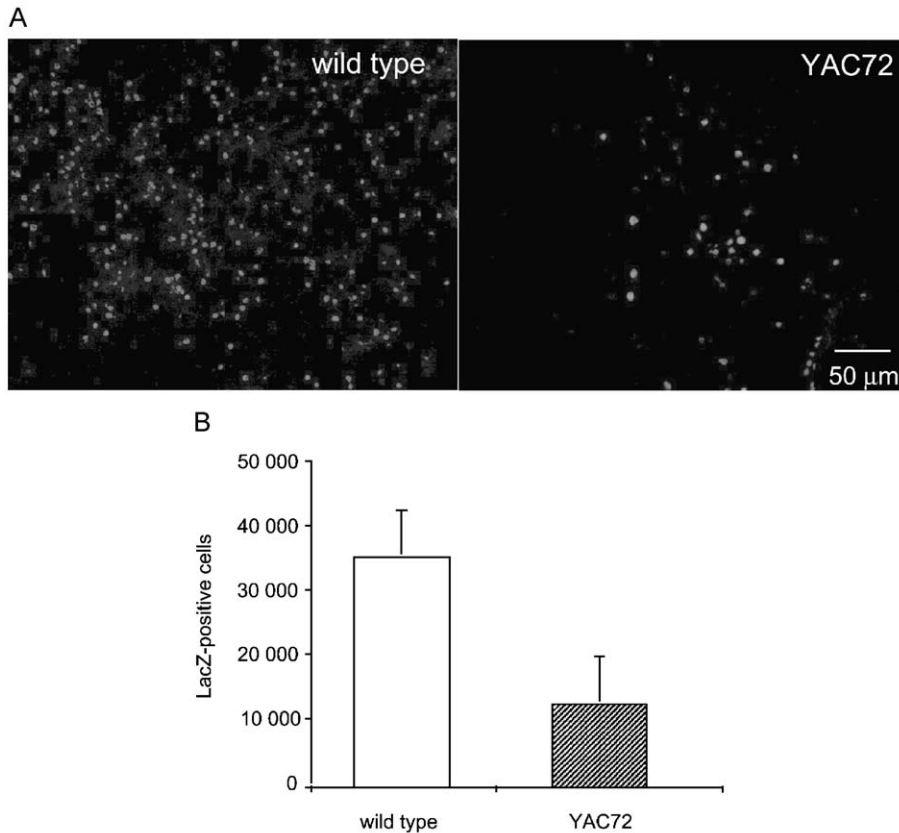 A
wild type
YAC72
50 μm
B
50 000
40 000
30 000
20 000
10 000
0
LacZ-positive cells
wild type
YAC72